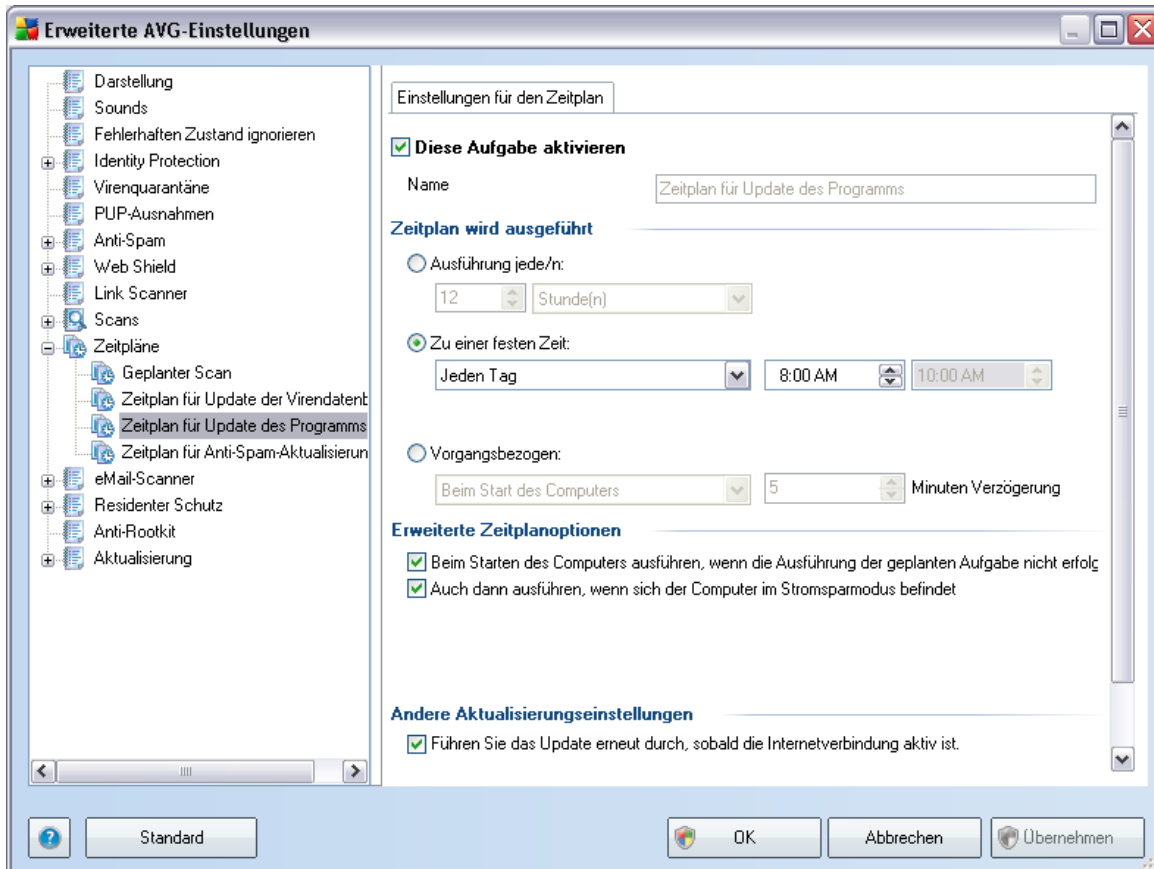 Erweiterte AVG-Einstellungen
Darstellung
Sounds
Fehlerhaften Zustand ignorieren
Identity Protection
Virenquarantäne
PUP-Ausnahmen
Anti-Spam
Web Shield
Link Scanner
Scans
Zeitpläne
Geplanter Scan
Zeitplan für Update der Virendatenb
Zeitplan für Update des Programms
Zeitplan für Anti-Spam-Aktualisierun
eMail-Scanner
Residenter Schutz
Anti-Rootkit
Aktualisierung
Einstellungen für den Zeitplan
Diese Aufgabe aktivieren
Name Zeitplan für Update des Programms
Zeitplan wird ausgeführt
Ausführung jede/n:
12 Stunde(n)
Zu einer festen Zeit:
Jeden Tag 8:00 AM 10:00 AM
Vorgangsbezogen:
Beim Start des Computers 5 Minuten Verzögerung
Erweiterte Zeitplanoptionen
Beim Starten des Computers ausführen, wenn die Ausführung der geplanten Aufgabe nicht erfolg
Auch dann ausführen, wenn sich der Computer im Stromsparmodus befindet
Andere Aktualisierungseinstellungen
Führen Sie das Update erneut durch, sobald die Internetverbindung aktiv ist.
? Standard OK Abbrechen Übernehmen